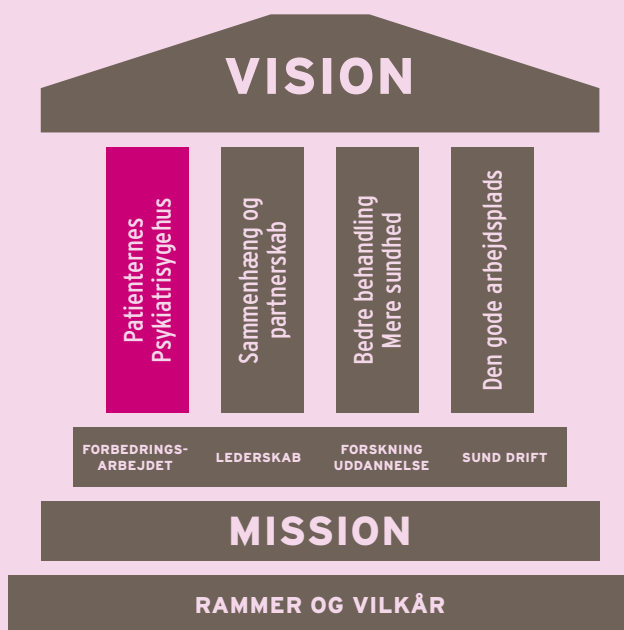 VISION
Patienternes
Psykiatrisygehus
Sammenhæng og
partnerskab
Bedre behandling
Mere sundhed
Den gode arbejdsplads
FORBEDRINGS-
ARBEJDET
LEDERSKAB
FORSKNING
UDDANNELSE
SUND DRIFT
MISSION
RAMMER OG VILKÅR